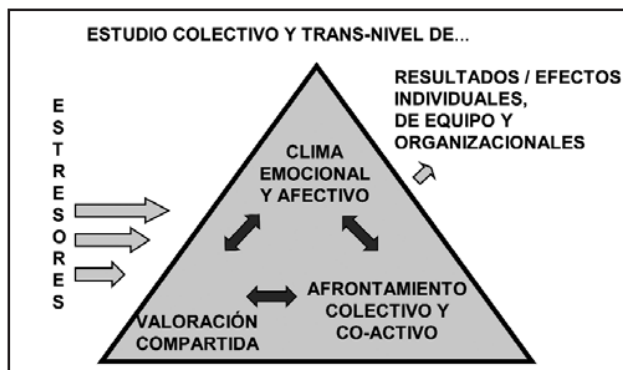 ESTUDIO COLECTIVO Y TRANS-NIVEL DE...
ESTRESORES
RESULTADOS / EFECTOS
INDIVIDUALES,
DE EQUIPO Y
ORGANIZACIONALES
CLIMA
EMOCIONAL
Y AFECTIVO
VALORACIÓN
COMPARTIDA
AFRONTAMIENTO
COLECTIVO Y
CO-ACTIVO